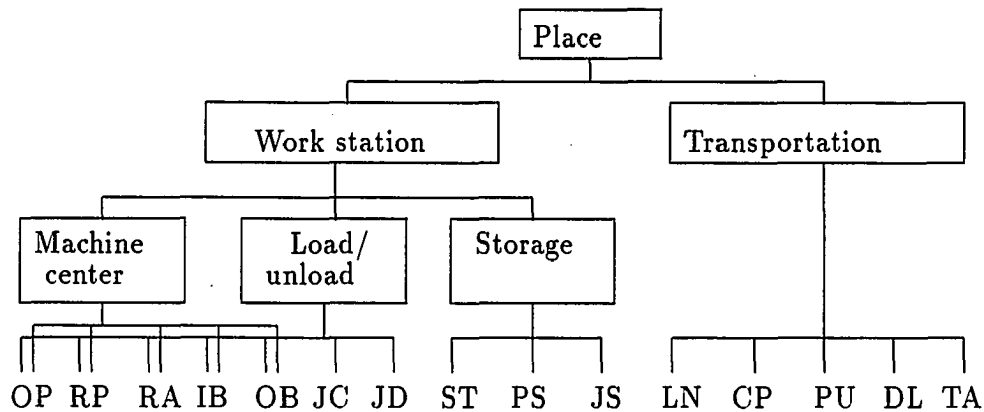 Place
Work station
Transportation
Machine
center
Load/
unload
Storage
OP RP RA IB OB JC JD ST PS JS LN CP PU DL TA